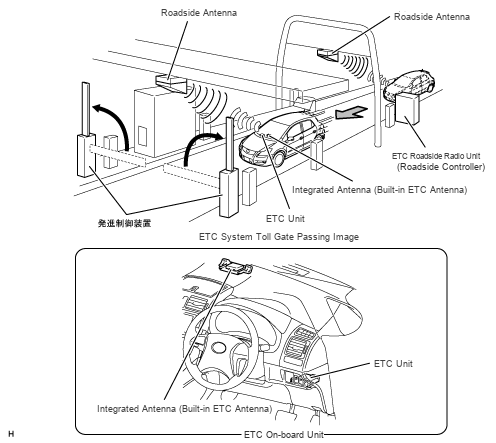 Roadside Antenna
Roadside Antenna
ETC Roadside Radio Unit
(Roadside Controller)
Integrated Antenna (Built-in ETC Antenna)
ETC Unit
発進制御装置
ETC System Toll Gate Passing Image
ETC Unit
Integrated Antenna (Built-in ETC Antenna)
H
ETC On-board Unit